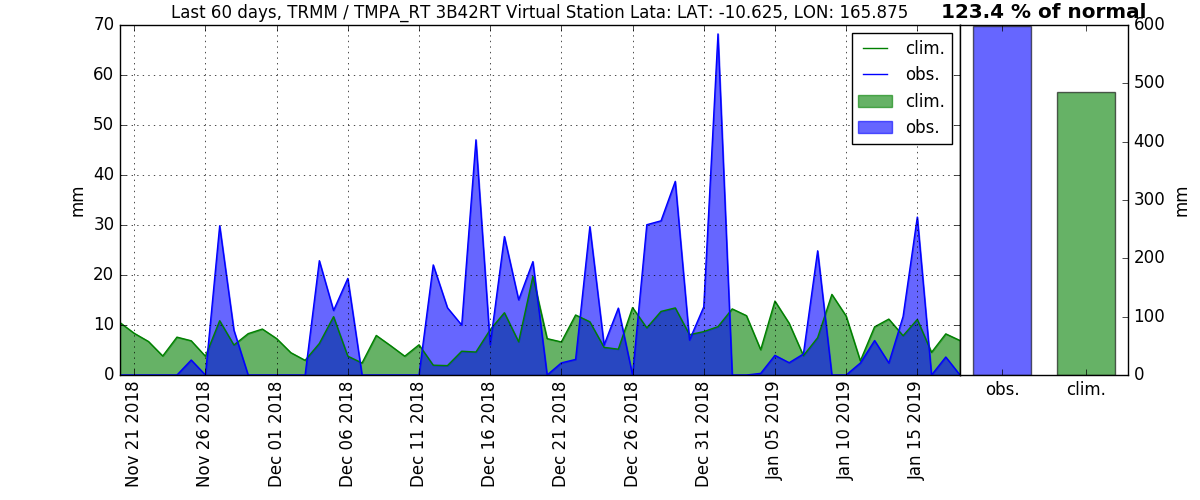 Last 60 days, TRMM / TMPA_RT 3B42RT Virtual Station Lata: LAT: -10.625, LON: 165.875
123.4 % of normal
70
60
50
40
30
20
10
0
mm
clim.
obs.
clim.
obs.
Nov 21 2018
Nov 26 2018
Dec 01 2018
Dec 06 2018
Dec 11 2018
Dec 16 2018
Dec 21 2018
Dec 26 2018
Dec 31 2018
Jan 05 2019
Jan 10 2019
Jan 15 2019
600
500
400
300
200
100
0
mm
obs.
clim.